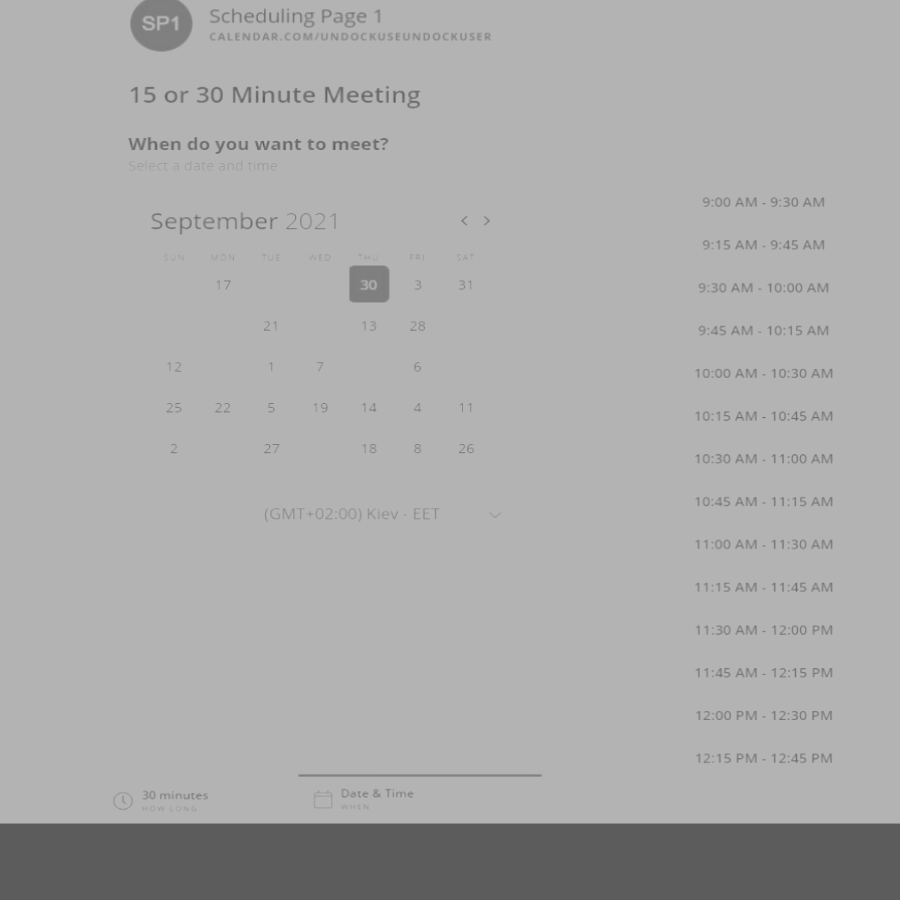 SP1
Scheduling Page 1
CALENDAR.COM/UNDOCKUSEUNDOCKUSER
15 or 30 Minute Meeting
When do you want to meet?
Select a date and time
September 2021 < >
SUN MON TUE WED THU FRI SAT
17 30 3 31
21 13 28
12 1 7 6
25 22 5 19 14 4 11
2 27 18 8 26
(GMT+02:00) Kiev - EET
9:00 AM - 9:30 AM
9:15 AM - 9:45 AM
9:30 AM - 10:00 AM
9:45 AM - 10:15 AM
10:00 AM - 10:30 AM
10:15 AM - 10:45 AM
10:30 AM - 11:00 AM
10:45 AM - 11:15 AM
11:00 AM - 11:30 AM
11:15 AM - 11:45 AM
11:30 AM - 12:00 PM
11:45 AM - 12:15 PM
12:00 PM - 12:30 PM
12:15 PM - 12:45 PM
30 minutes
HOW LONG
Date & Time
WHEN